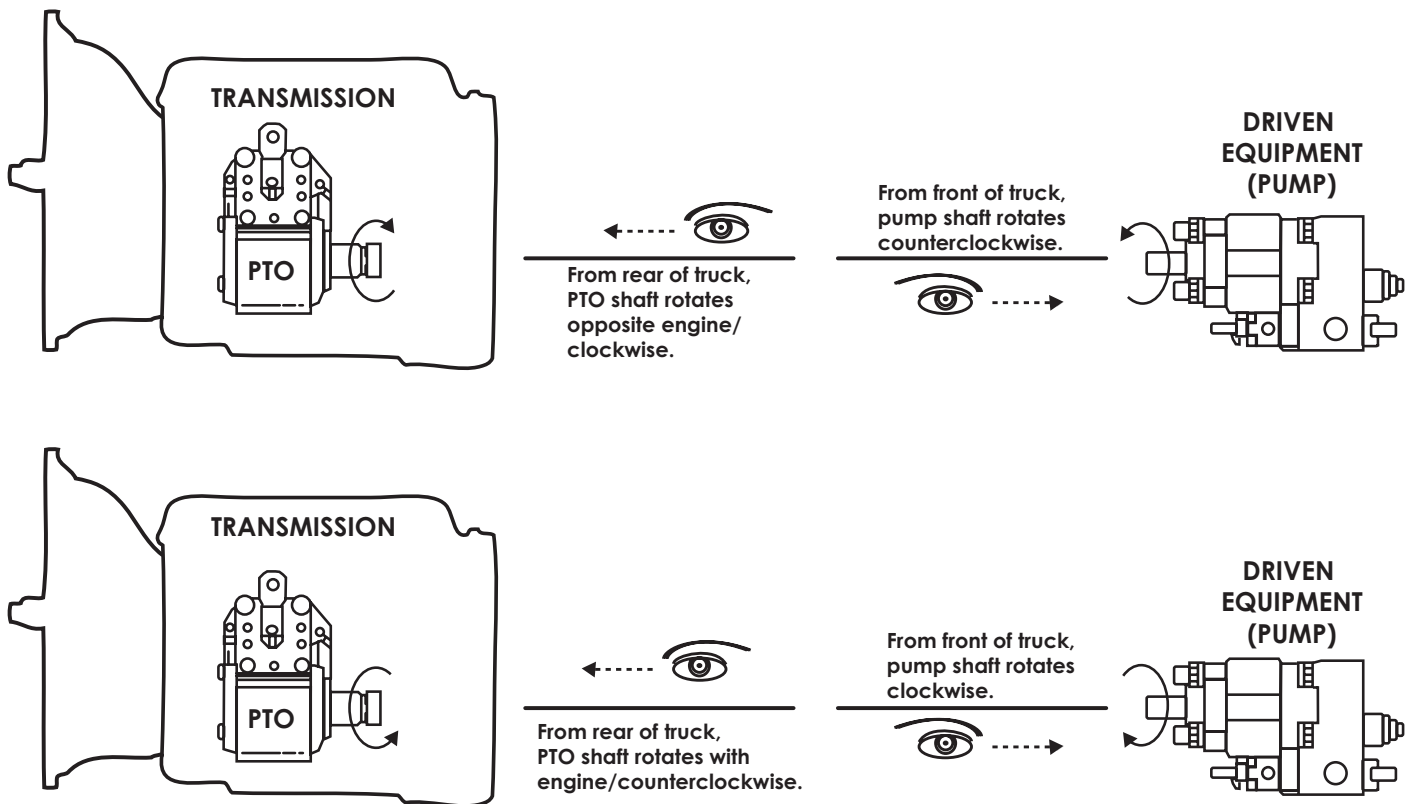 TRANSMISSION
PTO
From rear of truck,
PTO shaft rotates
opposite engine/
clockwise.
From front of truck,
pump shaft rotates
counterclockwise.
DRIVEN
EQUIPMENT
(PUMP)
TRANSMISSION
PTO
From rear of truck,
PTO shaft rotates with
engine/counterclockwise.
From front of truck,
pump shaft rotates
clockwise.
DRIVEN
EQUIPMENT
(PUMP)